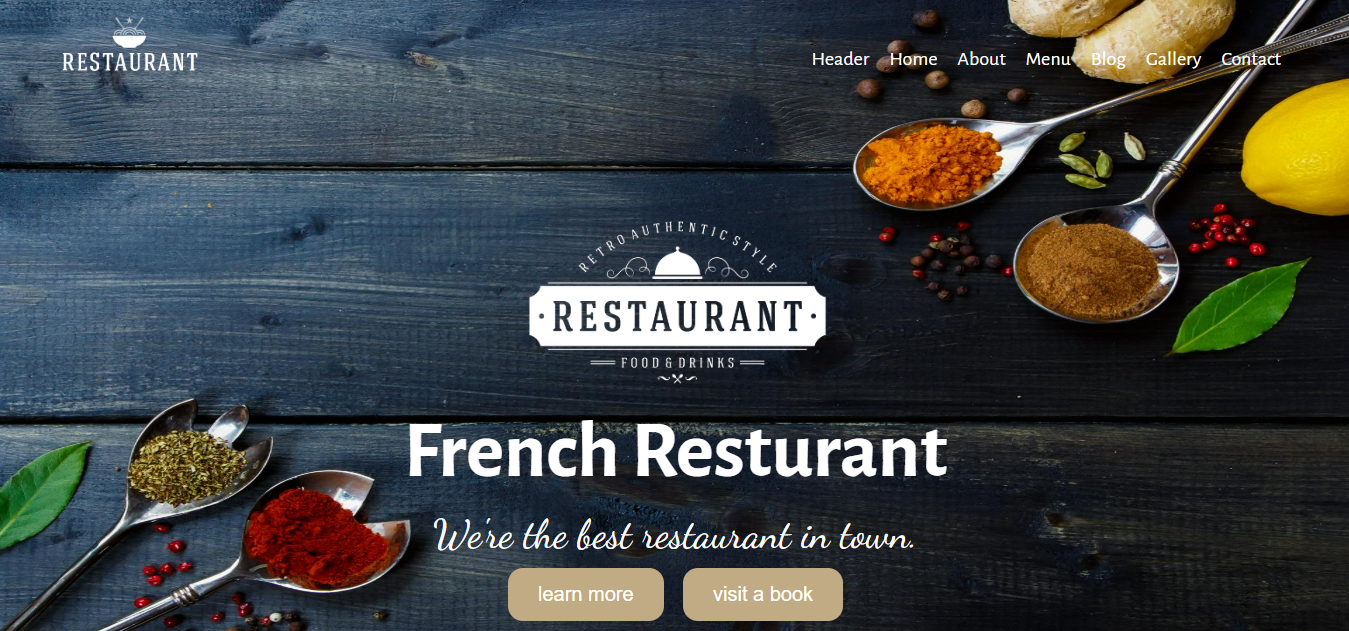 RESTAURANT
Header Home About Menu Blog Gallery Contact
RETRO AUTHENTIC STYLE
· RESTAURANT ·
FOOD & DRINKS
French Resturant
We're the best restaurant in town.
learn more visit a book